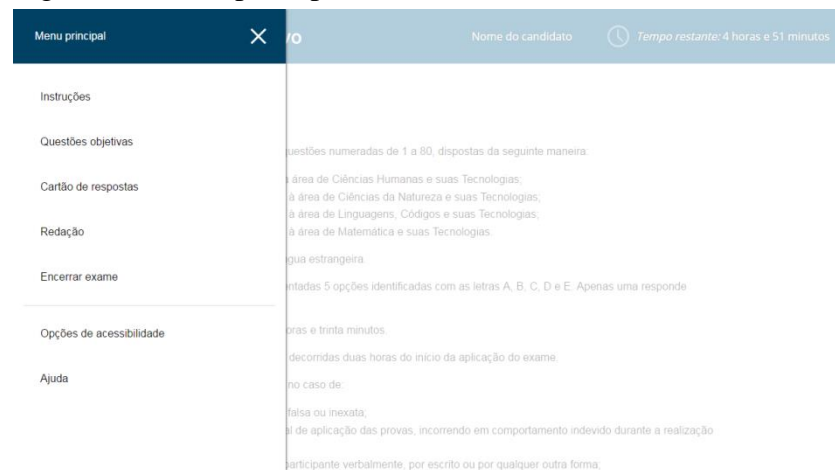 Menu principal
vo
Nome do candidato
Tempo restante: 4 horas e 51 minutos
Instruções
Questões objetivas
Cartão de respostas
Redação
Encerrar exame
Opções de acessibilidade
Ajuda
uestões numeradas de 1 a 80, dispostas da seguinte maneira:
área de Ciências Humanas e suas Tecnologias;
à área de Ciências da Natureza e suas Tecnologias;
à área de Linguagens, Códigos e suas Tecnologias;
à área de Matemática e suas Tecnologias.
gua estrangeira.
ntadas 5 opções identificadas com as letras A, B, C, D e E. Apenas uma responde
oras e trinta minutos.
decorridas duas horas do início da aplicação do exame.
no caso de:
falsa ou inexata;
al de aplicação das provas, incorrendo em comportamento indevido durante a realização
participante verbalmente, por escrito ou por qualquer outra forma;